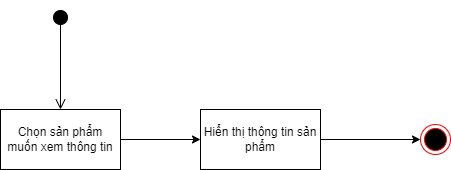 Chọn sản phẩm
muốn xem thông tin
Hiển thị thông tin sản
phẩm